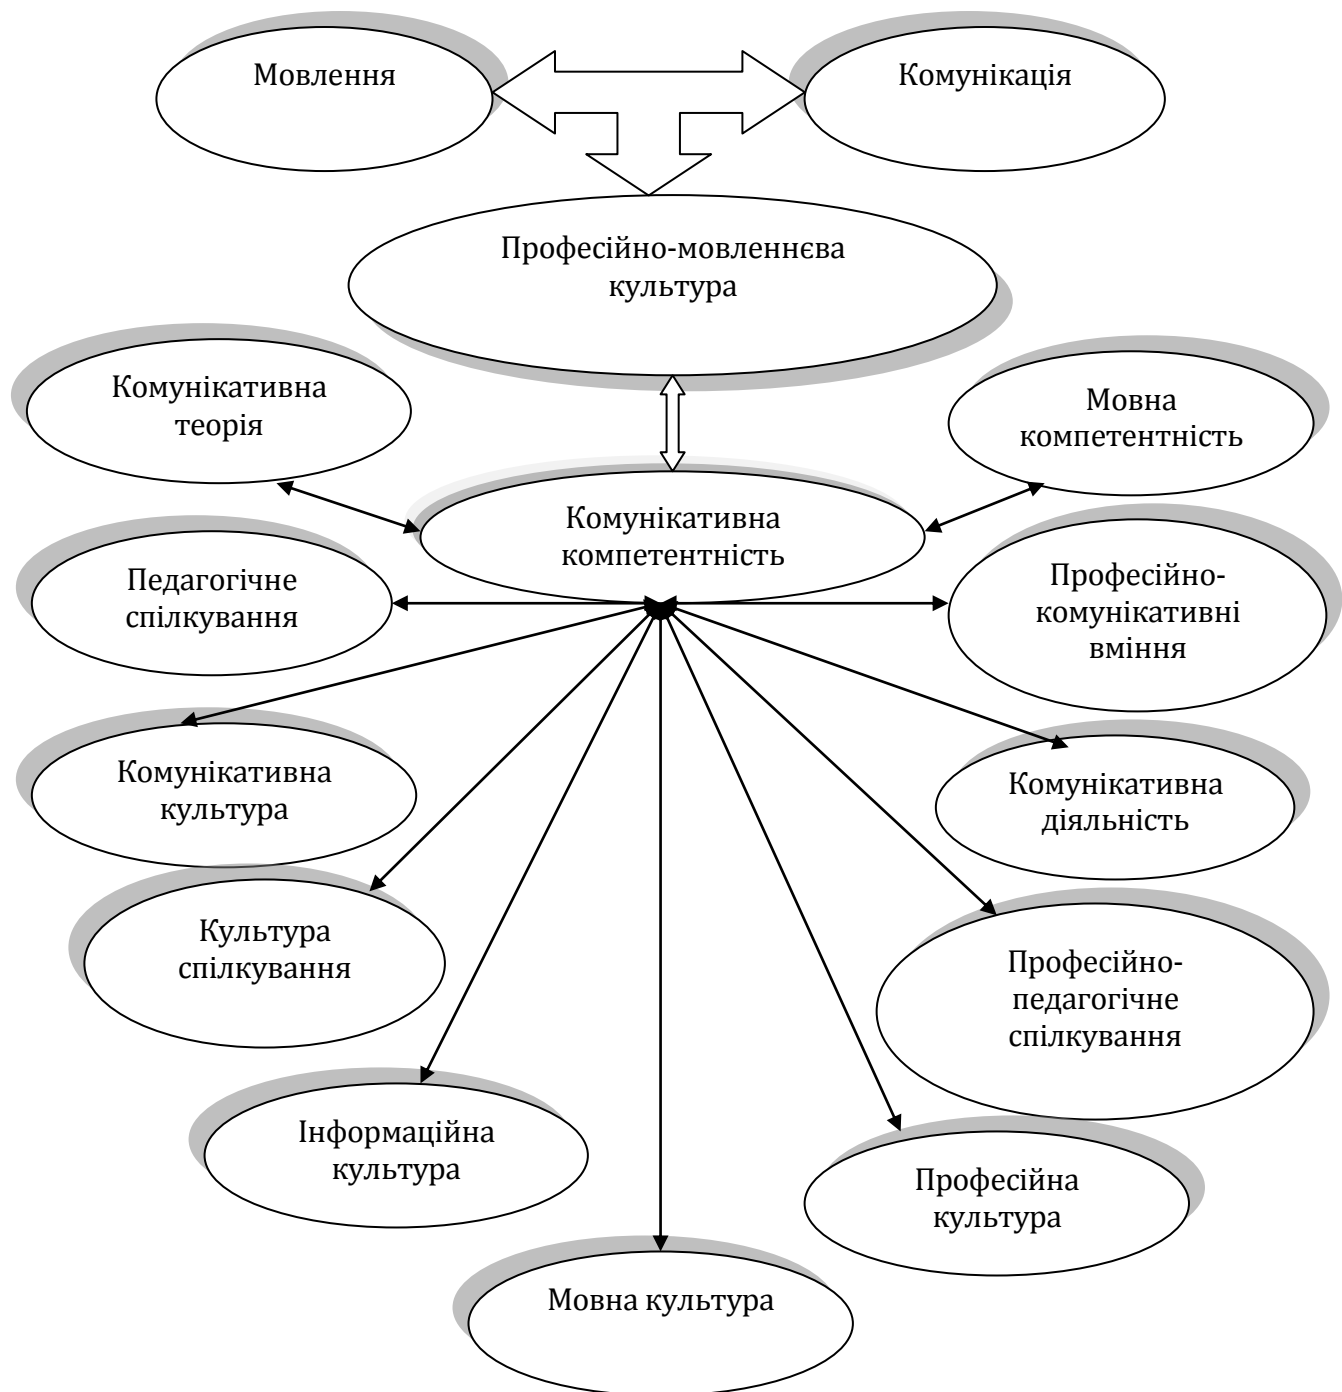 Мовлення
Комунікація
Професійно-мовленнєва
культура
Комунікативна
теорія
Мовна
компетентність
Комунікативна
компетентність
Педагогічне
спілкування
Професійно-
комунікативні
вміння
Комунікативна
культура
Комунікативна
діяльність
Культура
спілкування
Професійно-
педагогічне
спілкування
Інформаційна
культура
Професійна
культура
Мовна культура